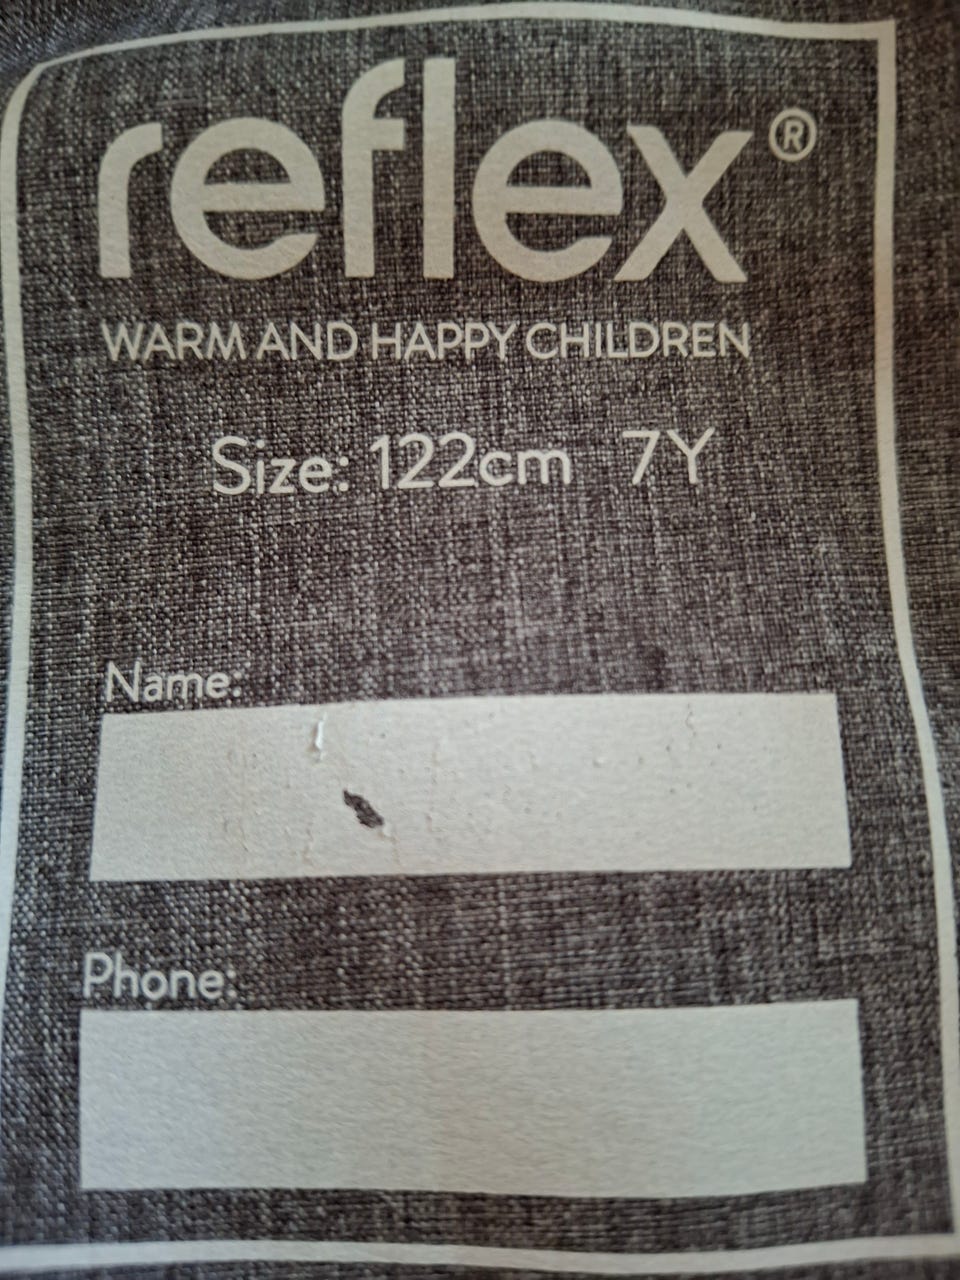 reflex®
WARM AND HAPPY CHILDREN
Size: 122cm 7Y
Name:
Phone: